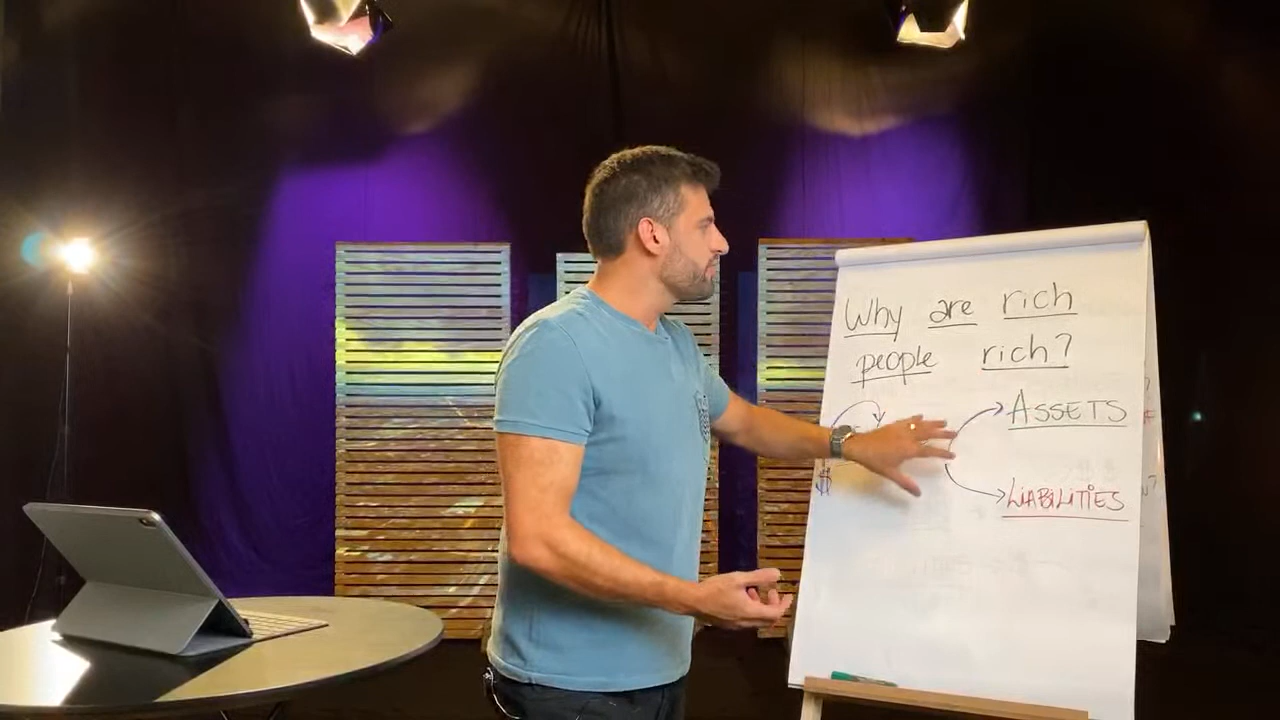 Why are rich
people rich?
ASSETS
$
LIABILITIES